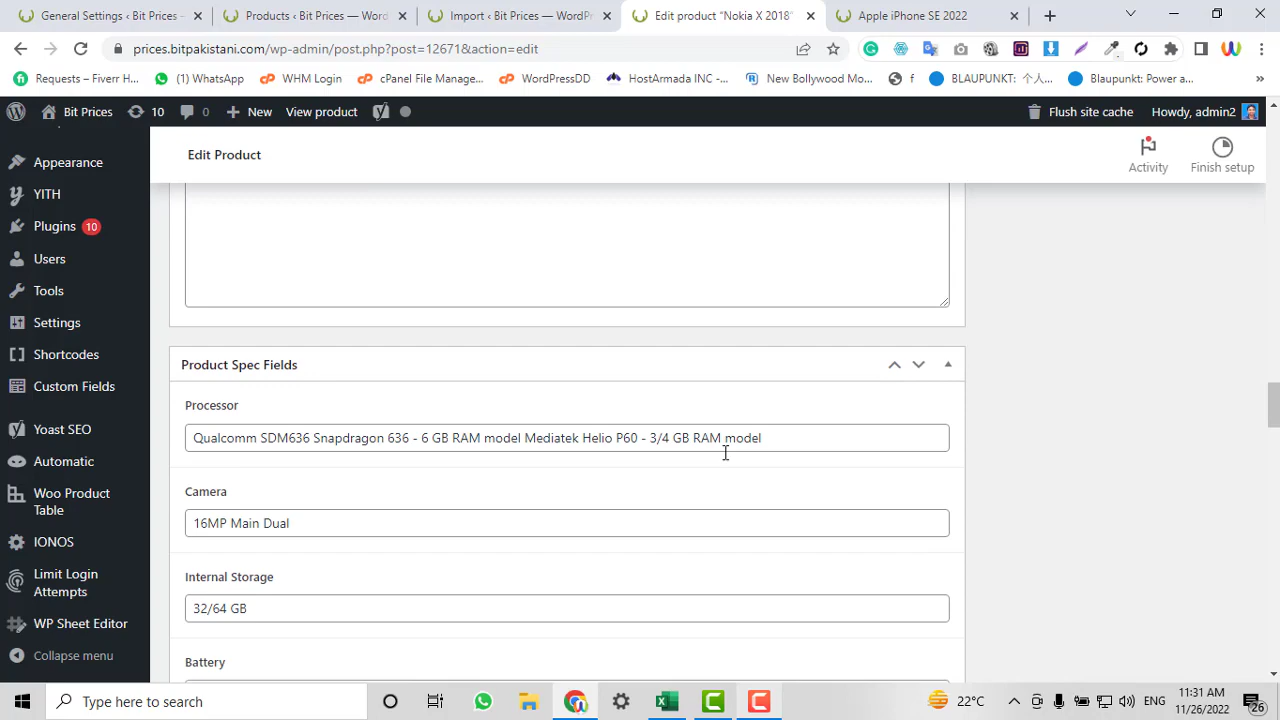 General Settings ‹ Bit Prices –
Products ‹ Bit Prices — Word
Import ‹ Bit Prices — WordPr
Edit product "Nokia X 2018"
Apple iPhone SE 2022
prices.bitpakistani.com/wp-admin/post.php?post=12671&action=edit
Requests – Fiverr H...
(1) WhatsApp
WHM Login
cPanel File Manage...
WordPressDD
HostArmada INC -...
New Bollywood Mo...
f
BLAUPUNKT: 个人...
Blaupunkt: Power a...
»
Bit Prices
10
0
New
View product
Flush site cache
Howdy, admin2
Appearance
YITH
Plugins 10
Users
Tools
Settings
Shortcodes
Custom Fields
Yoast SEO
Automatic
Woo Product
Table
IONOS
Limit Login
Attempts
WP Sheet Editor
Collapse menu
Edit Product
Activity
Finish setup
Product Spec Fields
Processor
Qualcomm SDM636 Snapdragon 636 - 6 GB RAM model Mediatek Helio P60 - 3/4 GB RAM model
Camera
16MP Main Dual
Internal Storage
32/64 GB
Battery
Type here to search
22°C
ENG
11:31 AM
11/26/2022
26